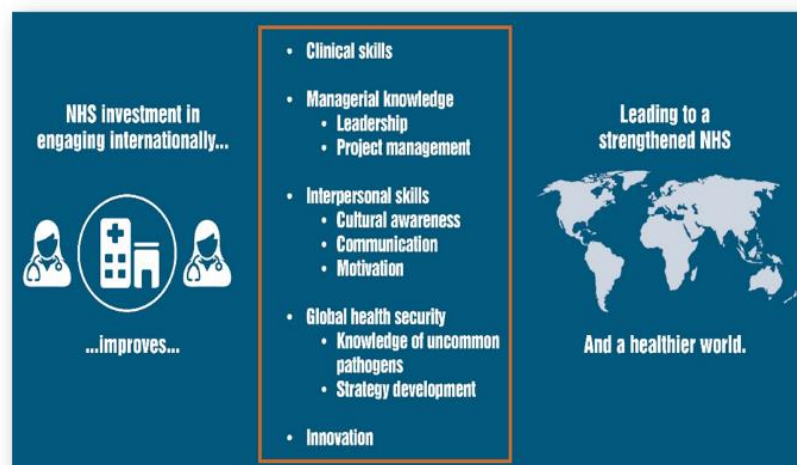 NHS investment in
engaging internationally...
...improves...
• Clinical skills
• Managerial knowledge
• Leadership
• Project management
• Interpersonal skills
• Cultural awareness
• Communication
• Motivation
• Global health security
• Knowledge of uncommon
pathogens
• Strategy development
• Innovation
Leading to a
strengthened NHS
And a healthier world.